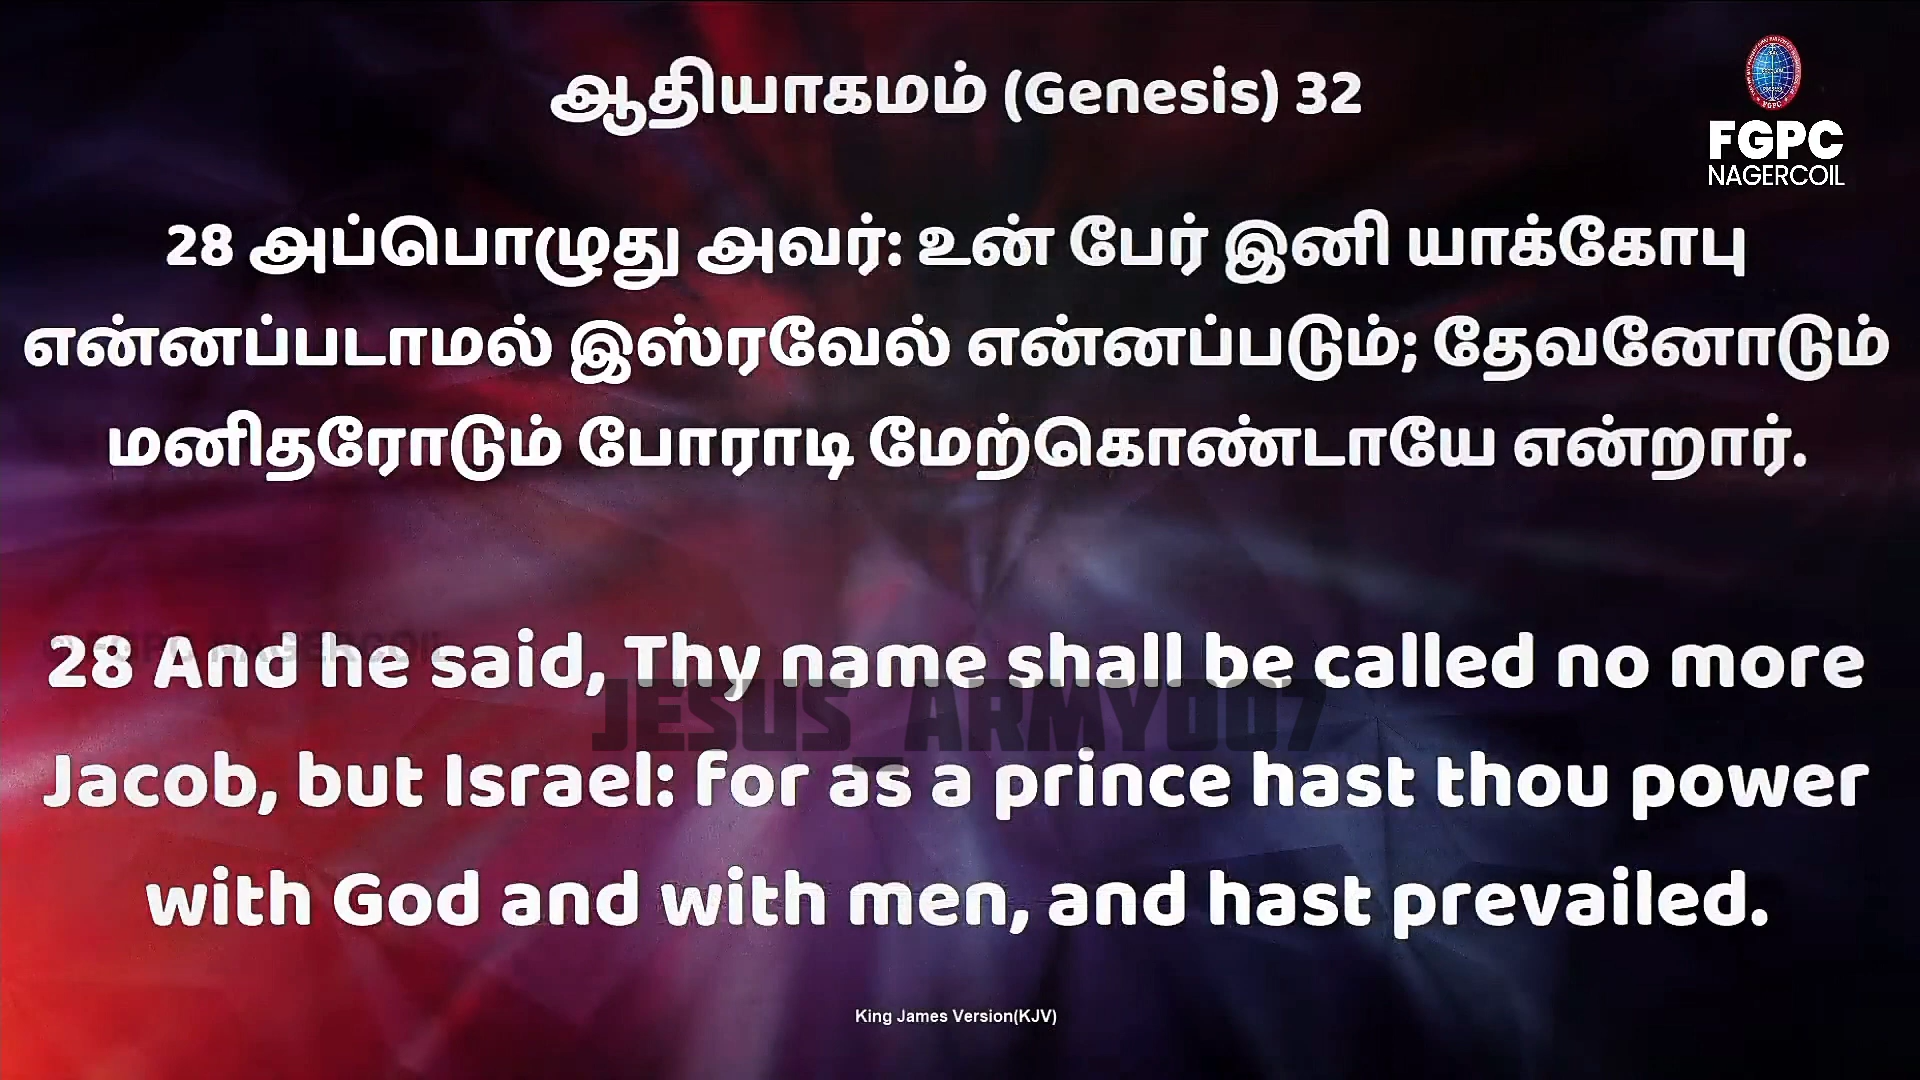 ஆதியாகமம் (Genesis) 32
FGPC
NAGERCOIL
28 அப்பொழுது அவர்: உன் பேர் இனி யாக்கோபு
என்னப்படாமல் இஸ்ரவேல் என்னப்படும்; தேவனோடும்
மனிதரோடும் போராடி மேற்கொண்டாயே என்றார்.
28 And he said, Thy name shall be called no more
FGPC NAGERCOIL
JESUS_ARMY007
Jacob, but Israel: for as a prince hast thou power
with God and with men, and hast prevailed.
King James Version(KJV)